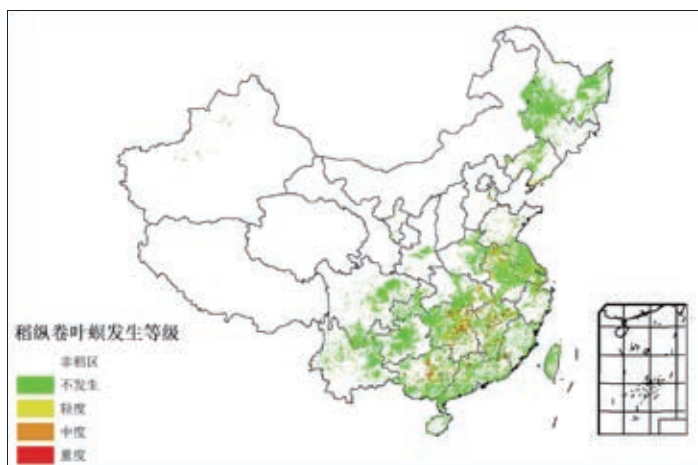 稻纵卷叶螟发生等级
非稻区
不发生
轻度
中度
重度